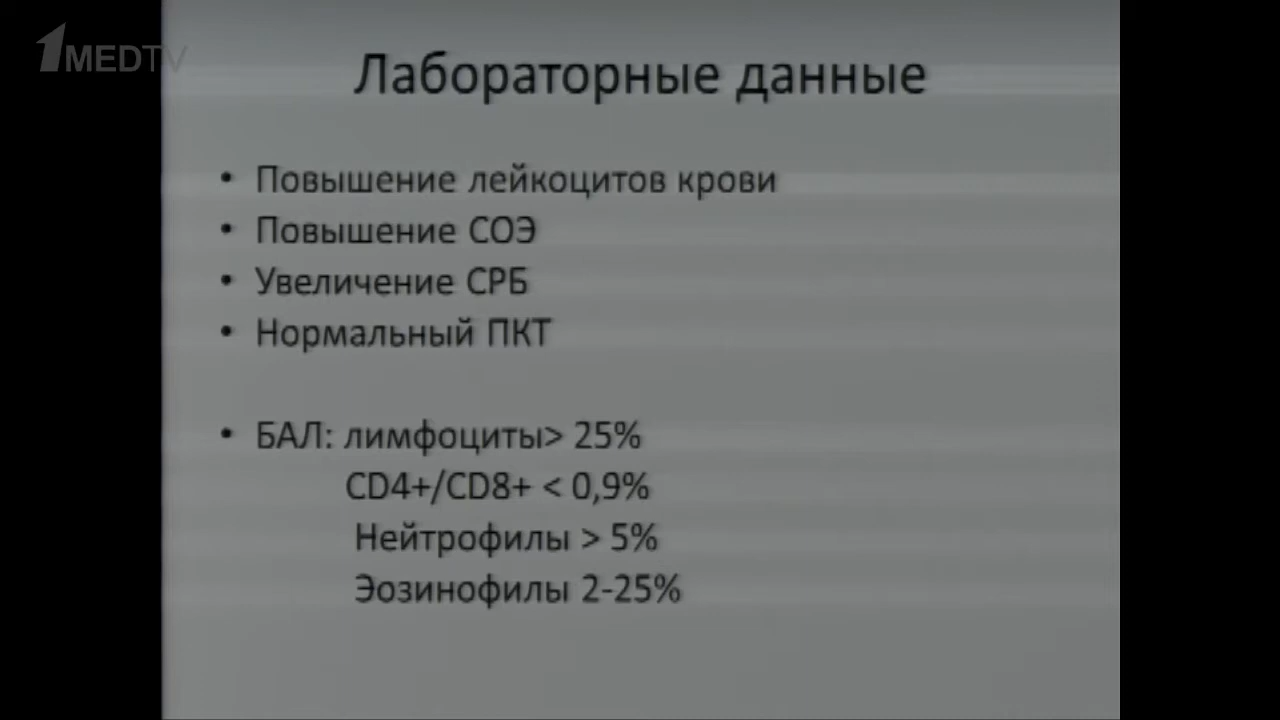 1MEDTV
Лабораторные данные
• Повышение лейкоцитов крови
• Повышение СОЭ
• Увеличение СРБ
• Нормальный ПКТ
• БАЛ: лимфоциты> 25%
CD4+/CD8+ < 0,9%
Нейтрофилы > 5%
Эозинофилы 2-25%